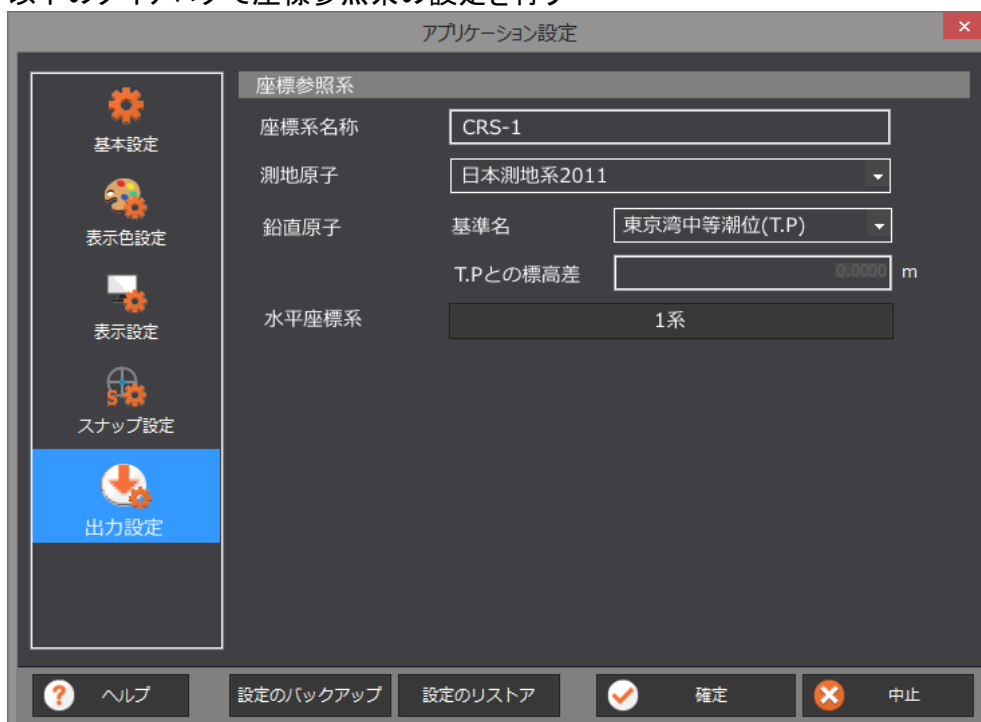 以下のダイアログで座標参照系の設定を行う
アプリケーション設定
基本設定
表示色設定
表示設定
スナップ設定
出力設定
座標参照系
座標系名称 CRS-1
測地原子 日本測地系2011
鉛直原子 基準名 東京湾中等潮位(T.P)
T.Pとの標高差 0.0000 m
水平座標系 1系
? ヘルプ 設定のバックアップ 設定のリストア 確定 中止